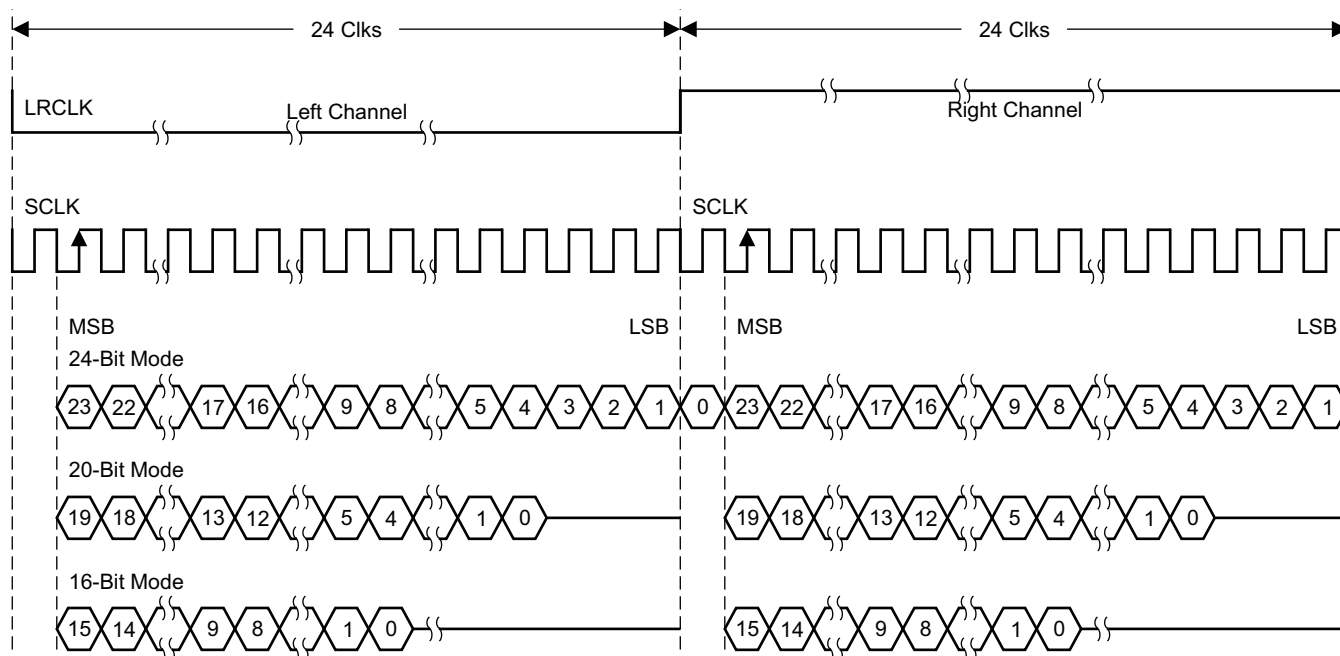 24 Clks 24 Clks
LRCLK Left Channel Right Channel
SCLK SCLK
MSB LSB MSB LSB
24-Bit Mode
23 22 17 16 9 8 5 4 3 2 1 0 23 22 17 16 9 8 5 4 3 2 1
20-Bit Mode
19 18 13 12 5 4 1 0 19 18 13 12 5 4 1 0
16-Bit Mode
15 14 9 8 1 0 15 14 9 8 1 0